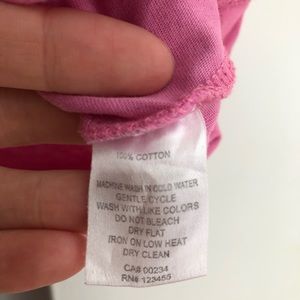 100% COTTON
MACHINE WASH IN COLD WATER
GENTLE CYCLE
WASH WITH LIKE COLORS
DO NOT BLEACH
DRY FLAT
IRON ON LOW HEAT
DRY CLEAN
CA# 00234
RN# 123456